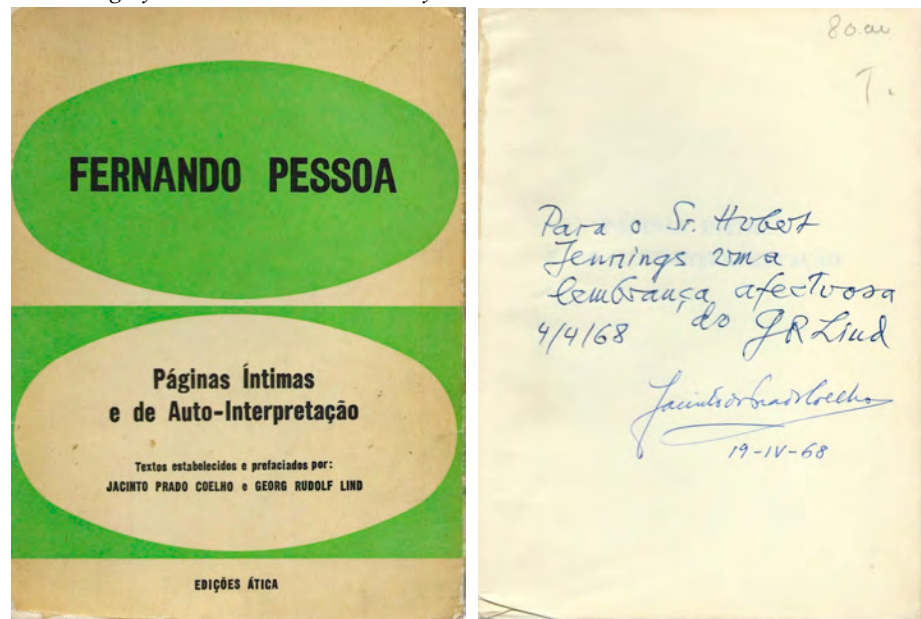 FERNANDO PESSOA
Páginas Íntimas
e de Auto-Interpretação
Textos estabelecidos e prefaciados por:
JACINTO PRADO COELHO e GEORG RUDOLF LIND
EDIÇÕES ÁTICA
80.00
T.
Para o Sr. Hubert
Jennings uma
lembrança afectuosa
do GR Lind
4/4/68
Jacinto do Prado Coelho
19-IV-68